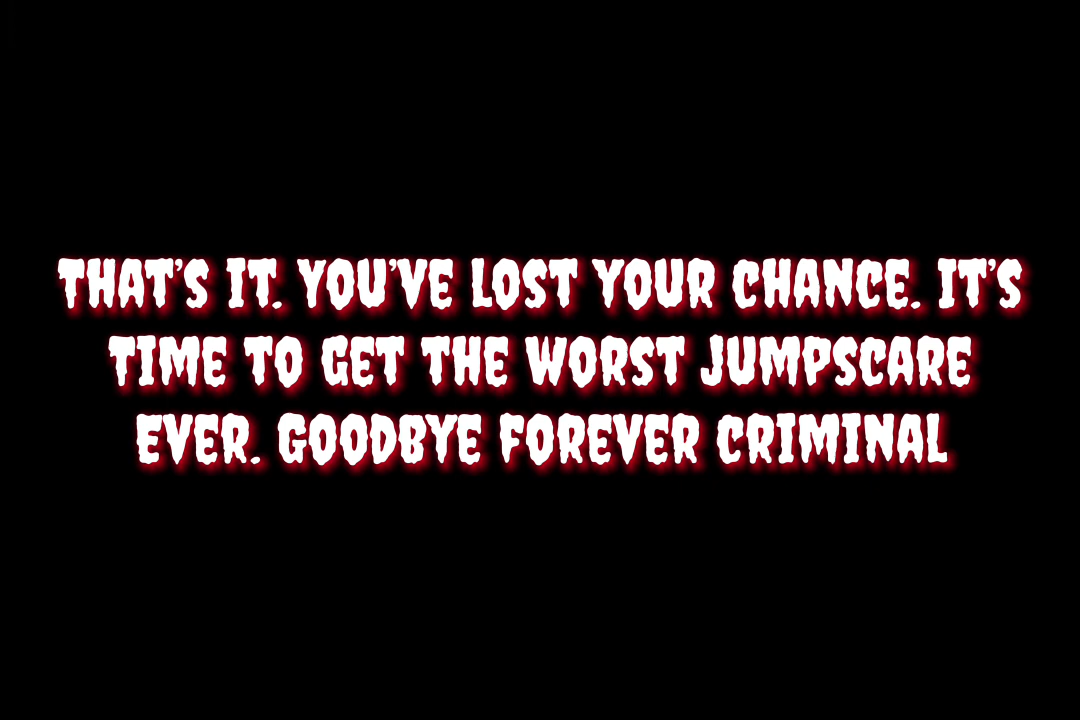 THAT'S IT. YOU'VE LOST YOUR CHANCE. IT'S
TIME TO GET THE WORST JUMPSCARE
EVER. GOODBYE FOREVER CRIMINAL